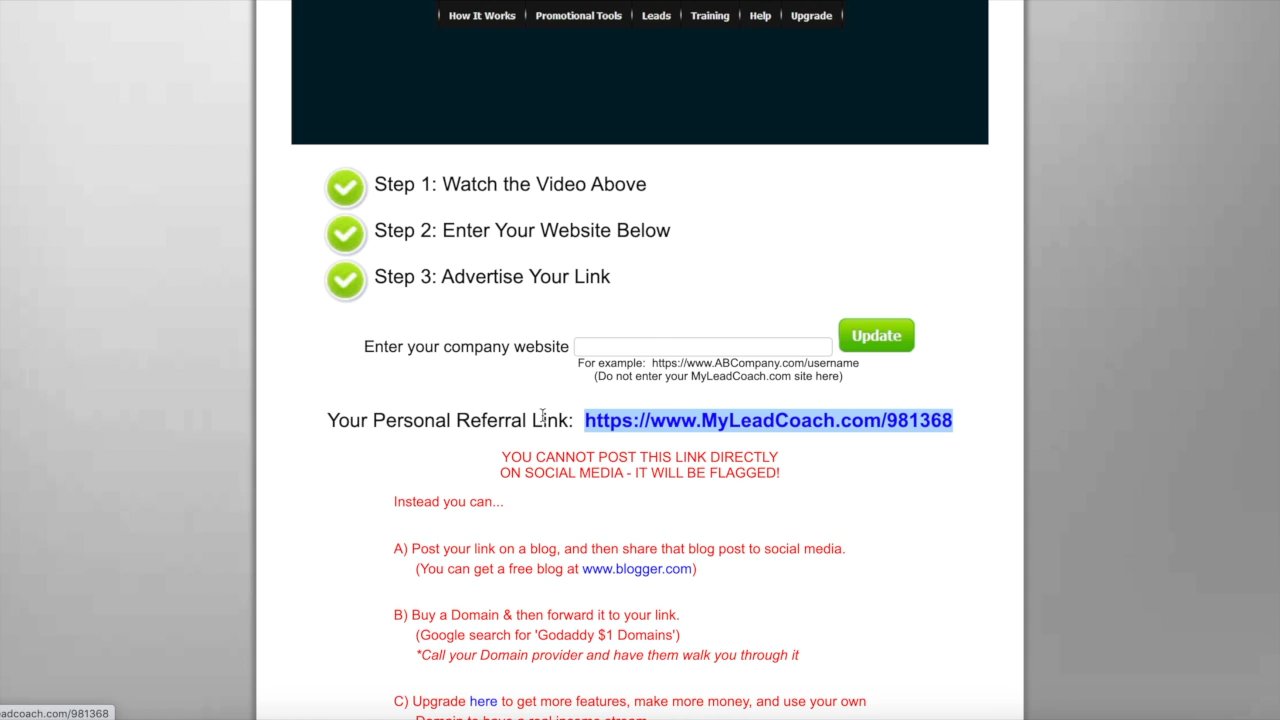 How It Works Promotional Tools Leads Training Help Upgrade
Step 1: Watch the Video Above
Step 2: Enter Your Website Below
Step 3: Advertise Your Link
Enter your company website Update
For example: https://www.ABCompany.com/username
(Do not enter your MyLeadCoach.com site here)
Your Personal Referral Link: https://www.MyLeadCoach.com/981368
YOU CANNOT POST THIS LINK DIRECTLY
ON SOCIAL MEDIA - IT WILL BE FLAGGED!
Instead you can...
A) Post your link on a blog, and then share that blog post to social media.
(You can get a free blog at www.blogger.com)
B) Buy a Domain & then forward it to your link.
(Google search for 'Godaddy $1 Domains')
*Call your Domain provider and have them walk you through it
C) Upgrade here to get more features, make more money, and use your own
Domain to have a real income stream
eadcoach.com/981368